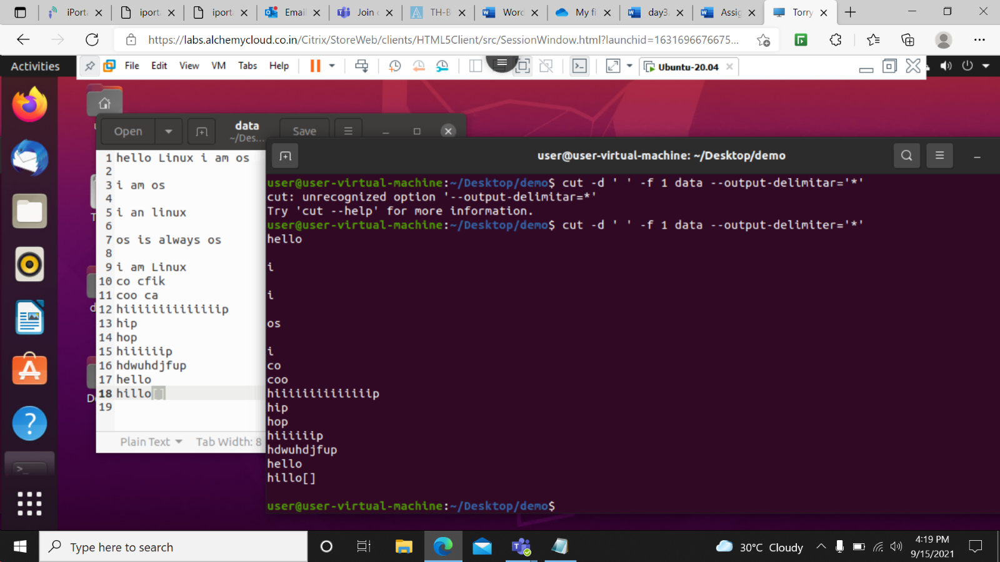 iPort
iport
iport
Email
Join
TH-B
Word
My fi
day3
Assig
Torry
https://labs.alchemycloud.co.in/Citrix/StoreWeb/clients/HTML5Client/src/SessionWindow.html?launchid=1631696676675...
Activities
File Edit View VM Tabs Help
Ubuntu-20.04
Open
data
~/Des...
Save
1 hello Linux i am os
2
3 i am os
4
5 i an linux
6
7 os is always os
8
9 i am Linux
10 co cfik
11 coo ca
12 hiiiiiiiiiiiiiip
13 hip
14 hop
15 hiiiiiip
16 hdwuhdjfup
17 hello
18 hillo[]
19
Plain Text Tab Width: 8
user@user-virtual-machine: ~/Desktop/demo
user@user-virtual-machine:~/Desktop/demo$ cut -d ' ' -f 1 data --output-delimitar='*'
cut: unrecognized option '--output-delimitar=*'
Try 'cut --help' for more information.
user@user-virtual-machine:~/Desktop/demo$ cut -d ' ' -f 1 data --output-delimiter='*'
hello
i
i
os
i
co
coo
hiiiiiiiiiiiiiip
hip
hop
hiiiiiip
hdwuhdjfup
hello
hillo[]
user@user-virtual-machine:~/Desktop/demo$
Type here to search
30°C Cloudy
4:19 PM
9/15/2021